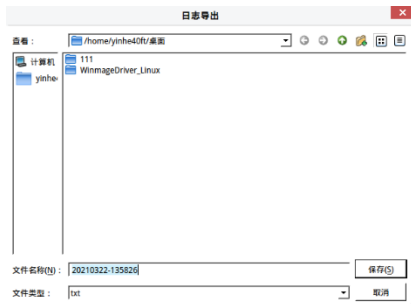 日志导出
查看：
/home/yinhe40ft/桌面
计算机
yinhe
111
WinmageDriver_Linux
文件名称(N)：
20210322-135826
保存(S)
文件类型：
txt
取消